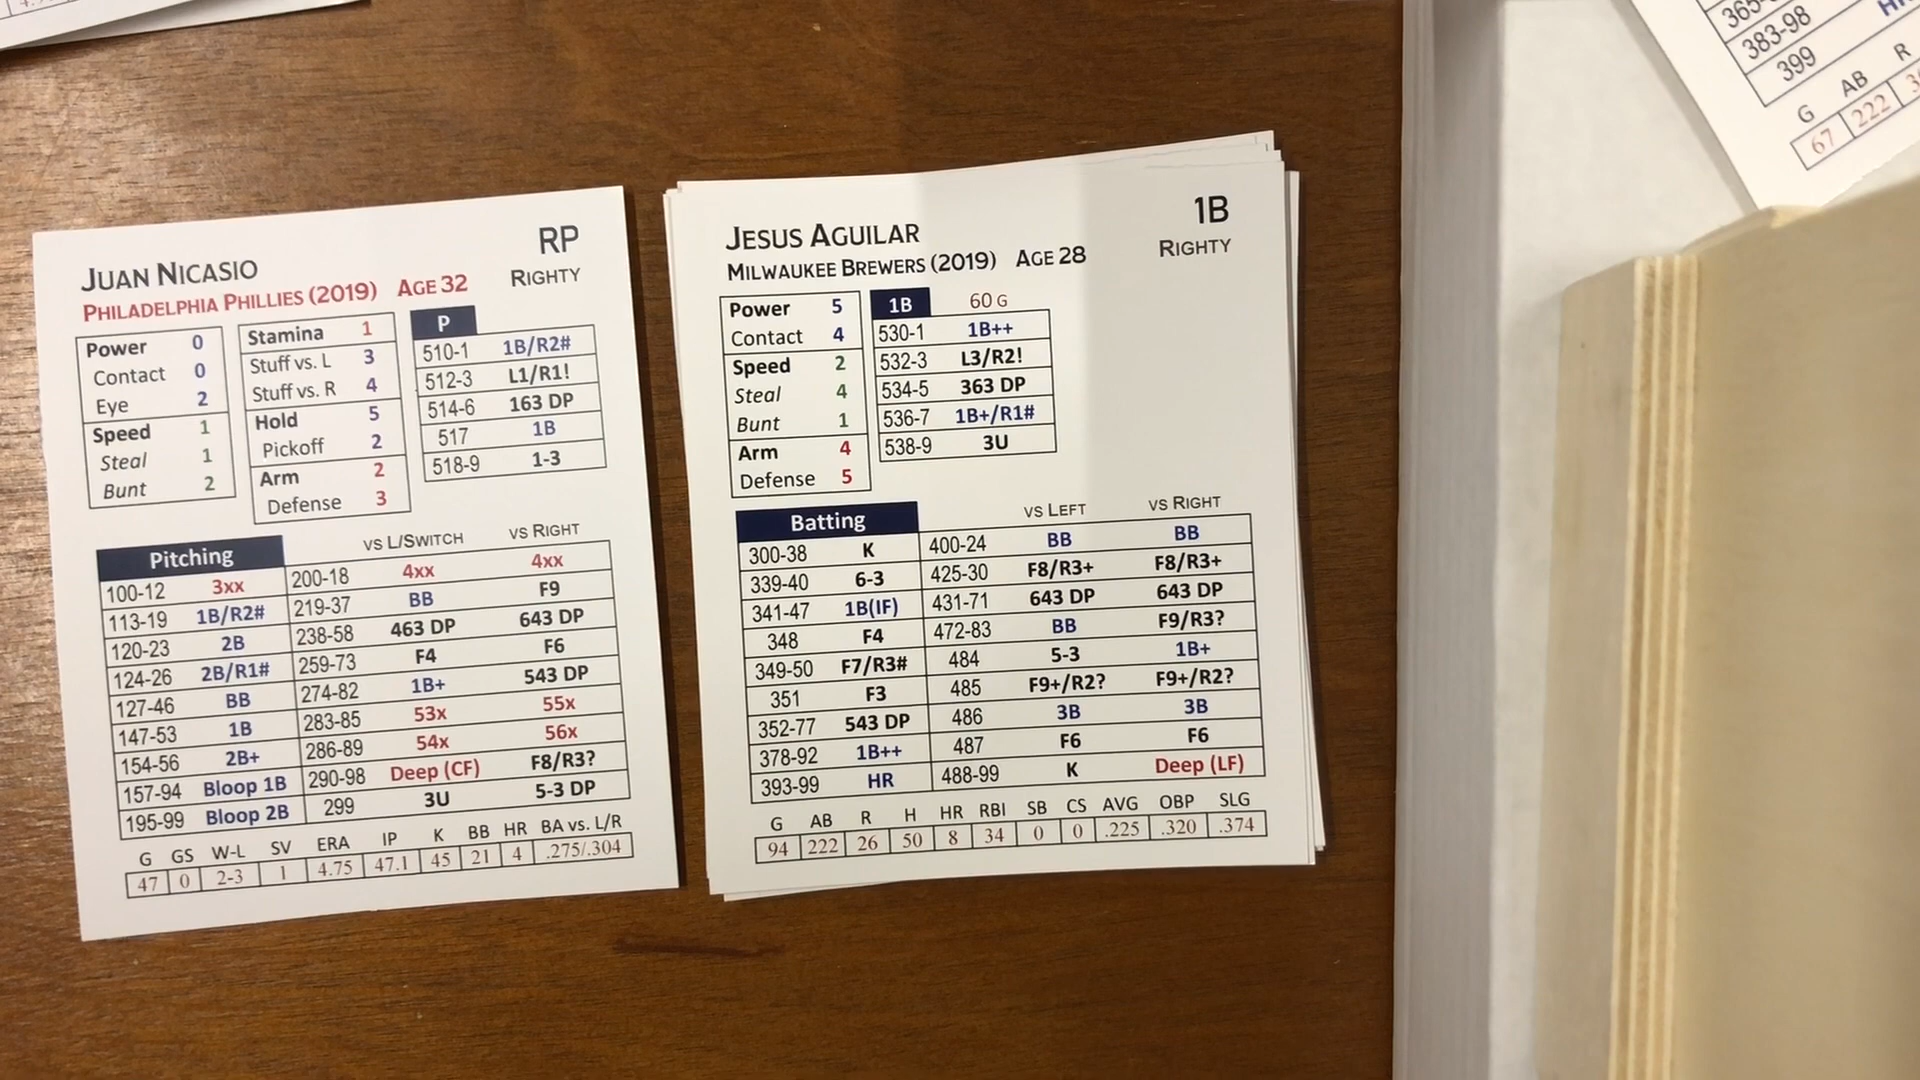 JUAN NICASIO
RP
PHILADELPHIA PHILLIES (2019) AGE 32
RIGHTY
Power 0
Contact 0
Eye 2
Speed 1
Steal 1
Bunt 2
Stamina 1
Stuff vs. L 3
Stuff vs. R 4
Hold 5
Pickoff 2
Arm 2
Defense 3
P
510-1 1B/R2#
512-3 L1/R1!
514-6 163 DP
517 1B
518-9 1-3
Pitching
100-12 3xx
113-19 1B/R2#
120-23 2B
124-26 2B/R1#
127-46 BB
147-53 1B
154-56 2B+
157-94 Bloop 1B
195-99 Bloop 2B
VS L/SWITCH VS RIGHT
200-18 4xx 4xx
219-37 BB F9
238-58 463 DP 643 DP
259-73 F4 F6
274-82 1B+ 543 DP
283-85 53x 55x
286-89 54x 56x
290-98 Deep (CF) F8/R3?
299 3U 5-3 DP
G GS W-L SV ERA IP K BB HR BA vs. L/R
47 0 2-3 1 4.75 47.1 45 21 4 .275/.304
JESUS AGUILAR
1B
MILWAUKEE BREWERS (2019) AGE 28
RIGHTY
Power 5
Contact 4
Speed 2
Steal 4
Bunt 1
Arm 4
Defense 5
1B 60 G
530-1 1B++
532-3 L3/R2!
534-5 363 DP
536-7 1B+/R1#
538-9 3U
Batting
300-38 K
339-40 6-3
341-47 1B(IF)
348 F4
349-50 F7/R3#
351 F3
352-77 543 DP
378-92 1B++
393-99 HR
VS LEFT VS RIGHT
400-24 BB BB
425-30 F8/R3+ F8/R3+
431-71 643 DP 643 DP
472-83 BB F9/R3?
484 5-3 1B+
485 F9+/R2? F9+/R2?
486 3B 3B
487 F6 F6
488-99 K Deep (LF)
G AB R H HR RBI SB CS AVG OBP SLG
94 222 26 50 8 34 0 0 .225 .320 .374
383-98
399
G AB R
67 222